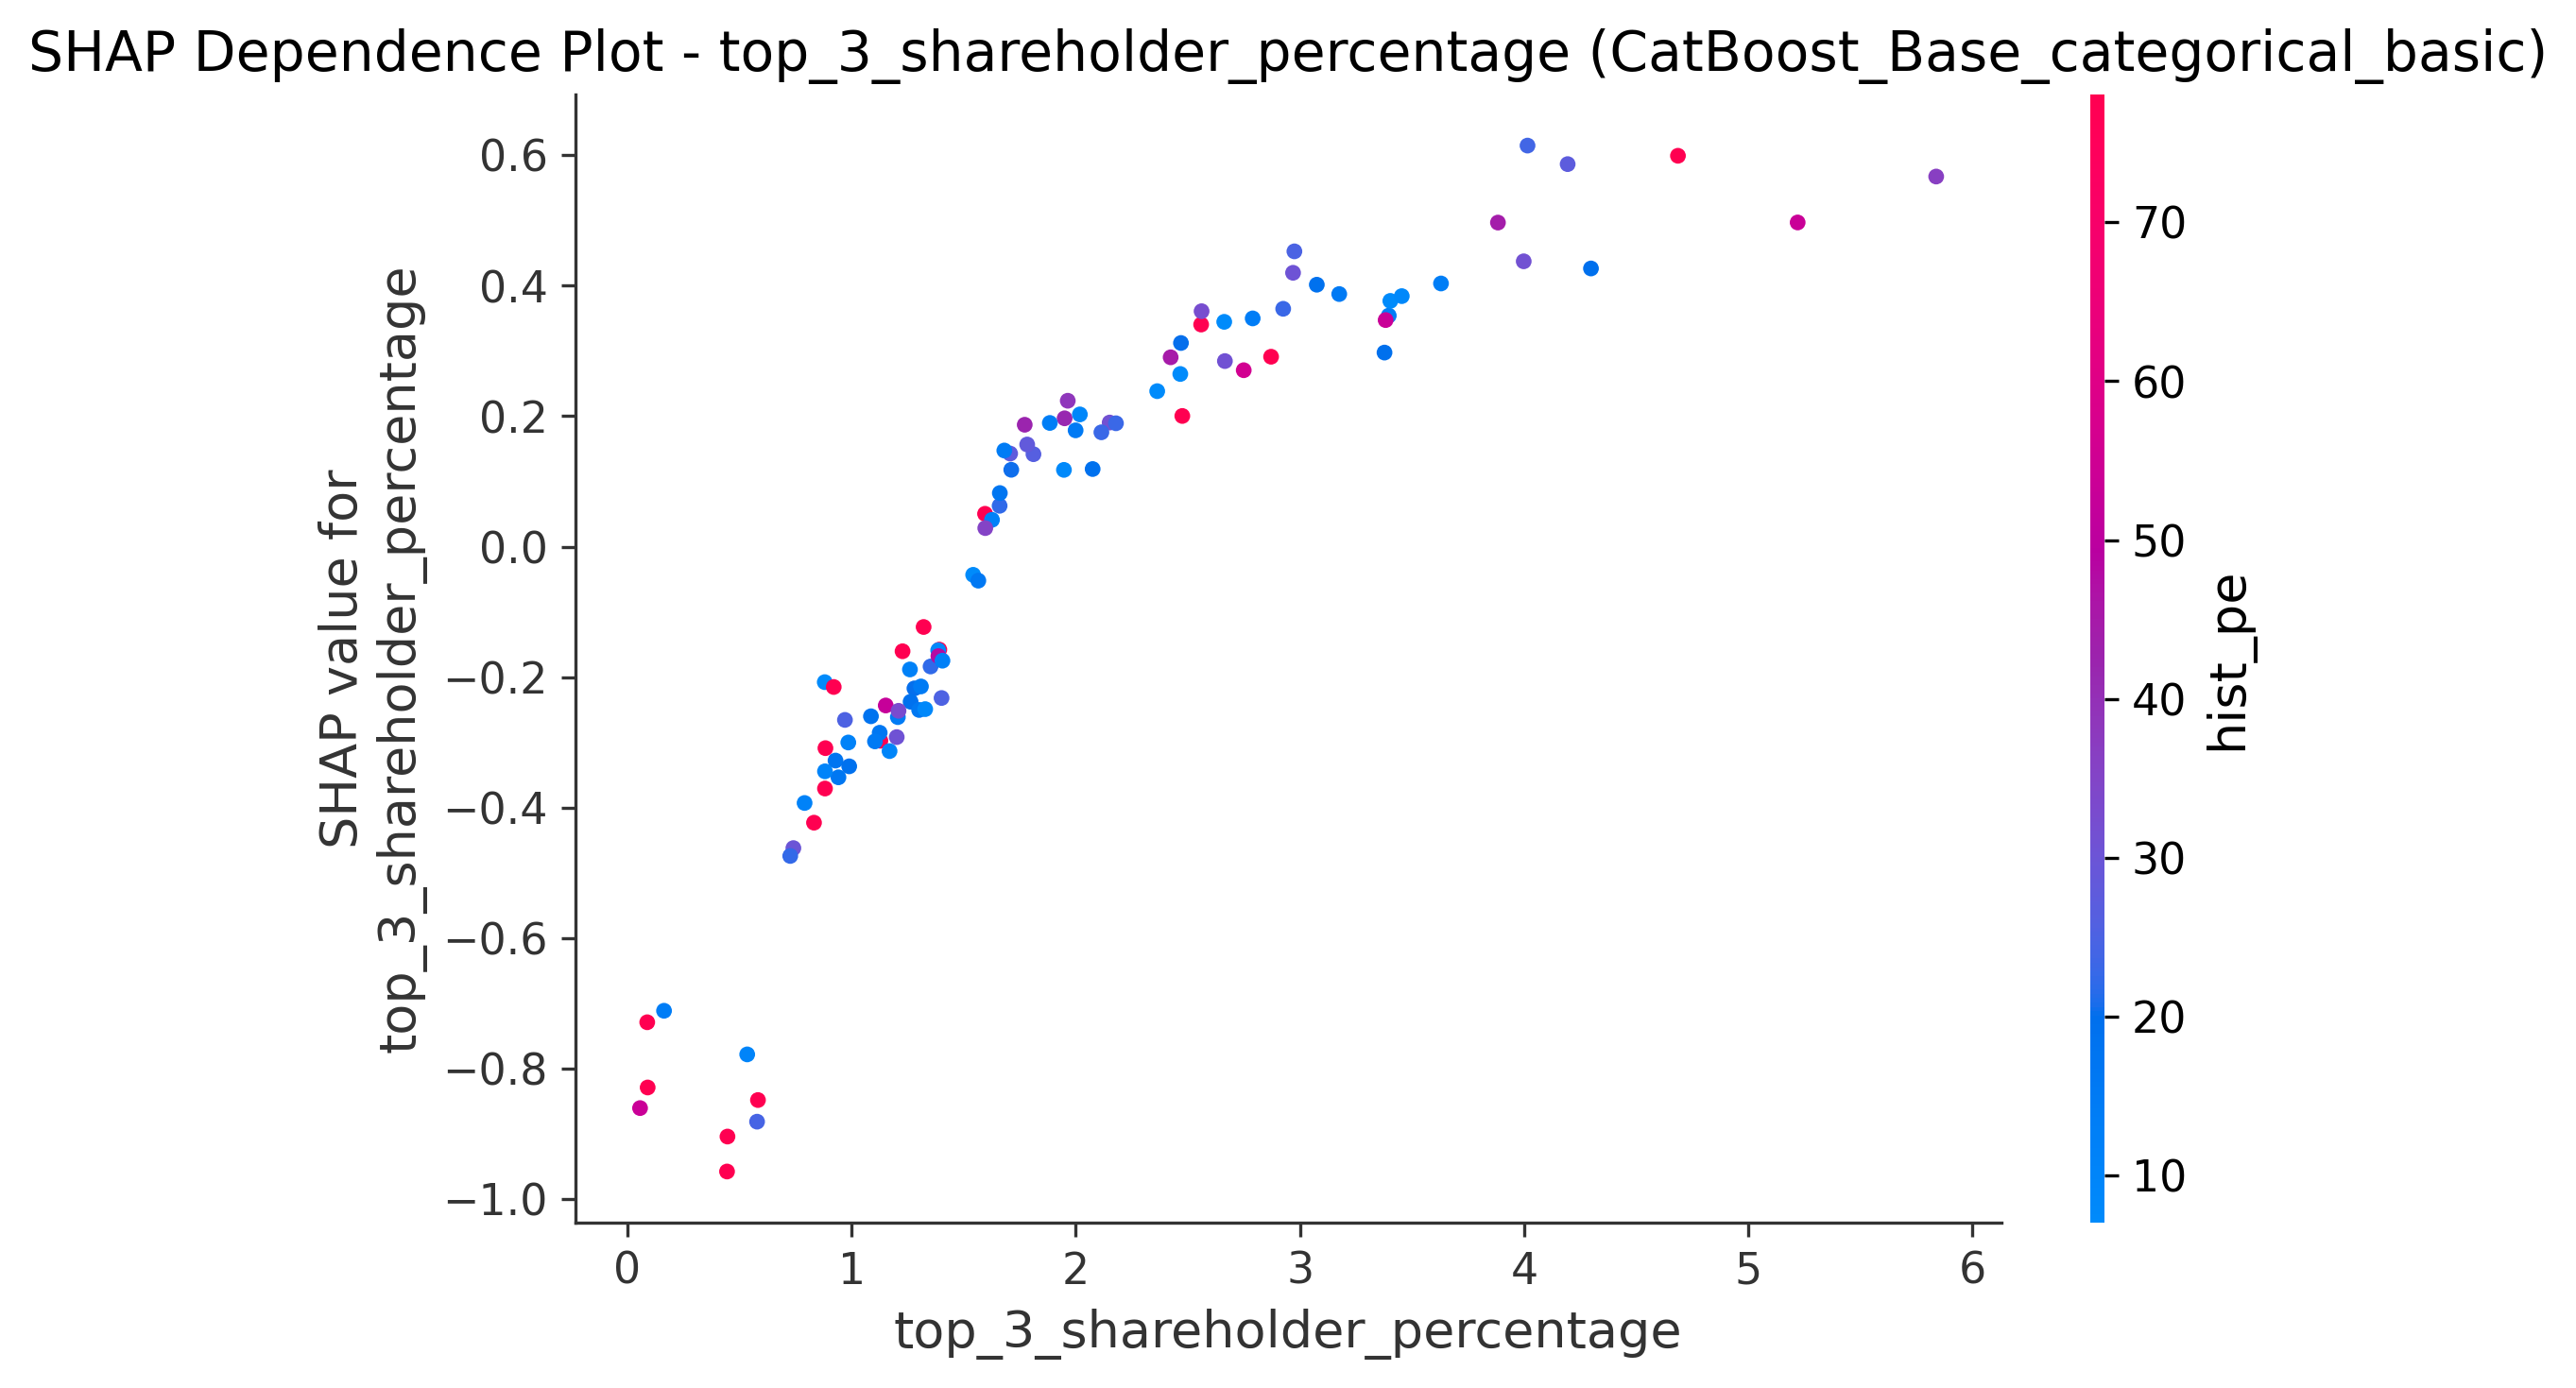 SHAP Dependence Plot - top_3_shareholder_percentage (CatBoost_Base_categorical_basic)
SHAP value for
top_3_shareholder_percentage
0.6
0.4
0.2
0.0
−0.2
−0.4
−0.6
−0.8
−1.0
0 1 2 3 4 5 6
top_3_shareholder_percentage
70
60
50
40
30
20
10
hist_pe